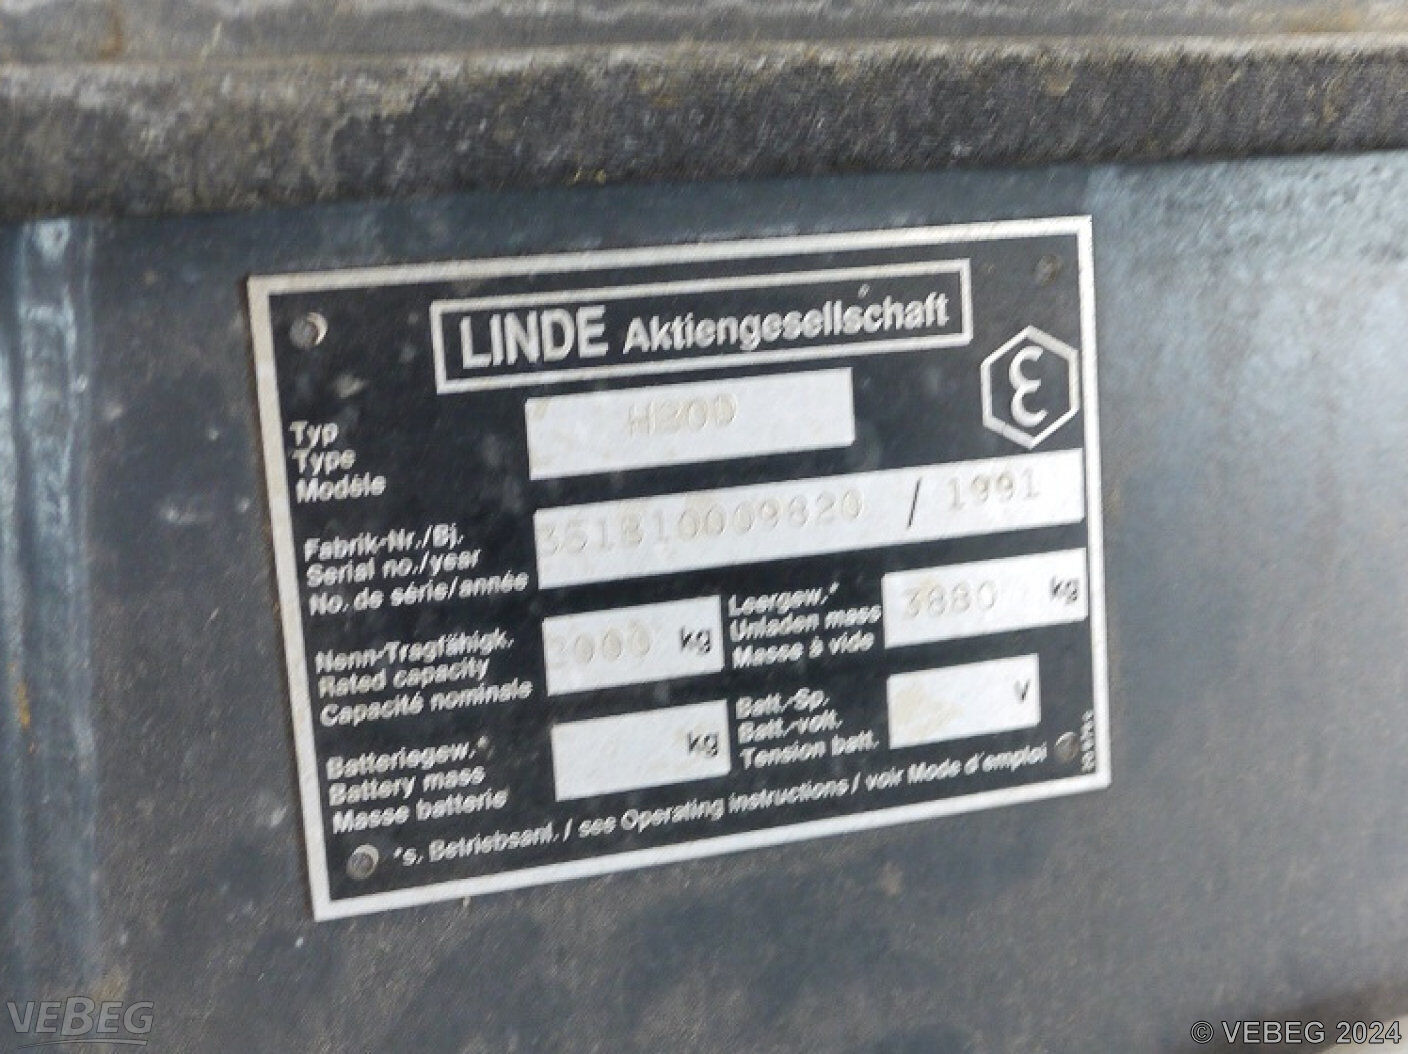 LINDE Aktiengesellschaft
Typ
Type
Modèle
H20D
Fabrik-Nr./Bj.
Serial no./year
No. de série/année
351B10009820 / 1991
Nenn-Tragfähigk.
Rated capacity
Capacité nominale
2000 kg
Leergew.*
Unladen mass
Masse à vide
3880 kg
Batteriegew.*
Battery mass
Masse batterie
kg
Batt.-Sp.
Batt.-volt.
Tension batt.
V
*s. Betriebsanl. / see Operating instructions / voir Mode d'emploi
VEBEG
© VEBEG 2024